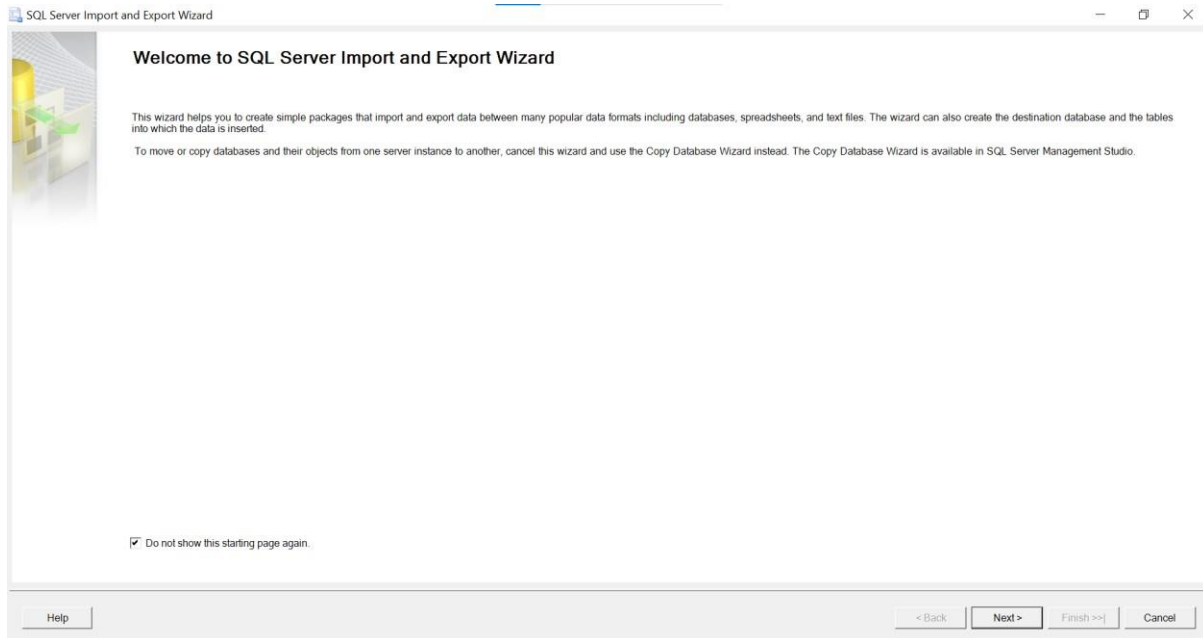 SQL Server Import and Export Wizard
Welcome to SQL Server Import and Export Wizard
This wizard helps you to create simple packages that import and export data between many popular data formats including databases, spreadsheets, and text files. The wizard can also create the destination database and the tables
into which the data is inserted.
To move or copy databases and their objects from one server instance to another, cancel this wizard and use the Copy Database Wizard instead. The Copy Database Wizard is available in SQL Server Management Studio.
Do not show this starting page again.
Help
< Back
Next >
Finish >>|
Cancel